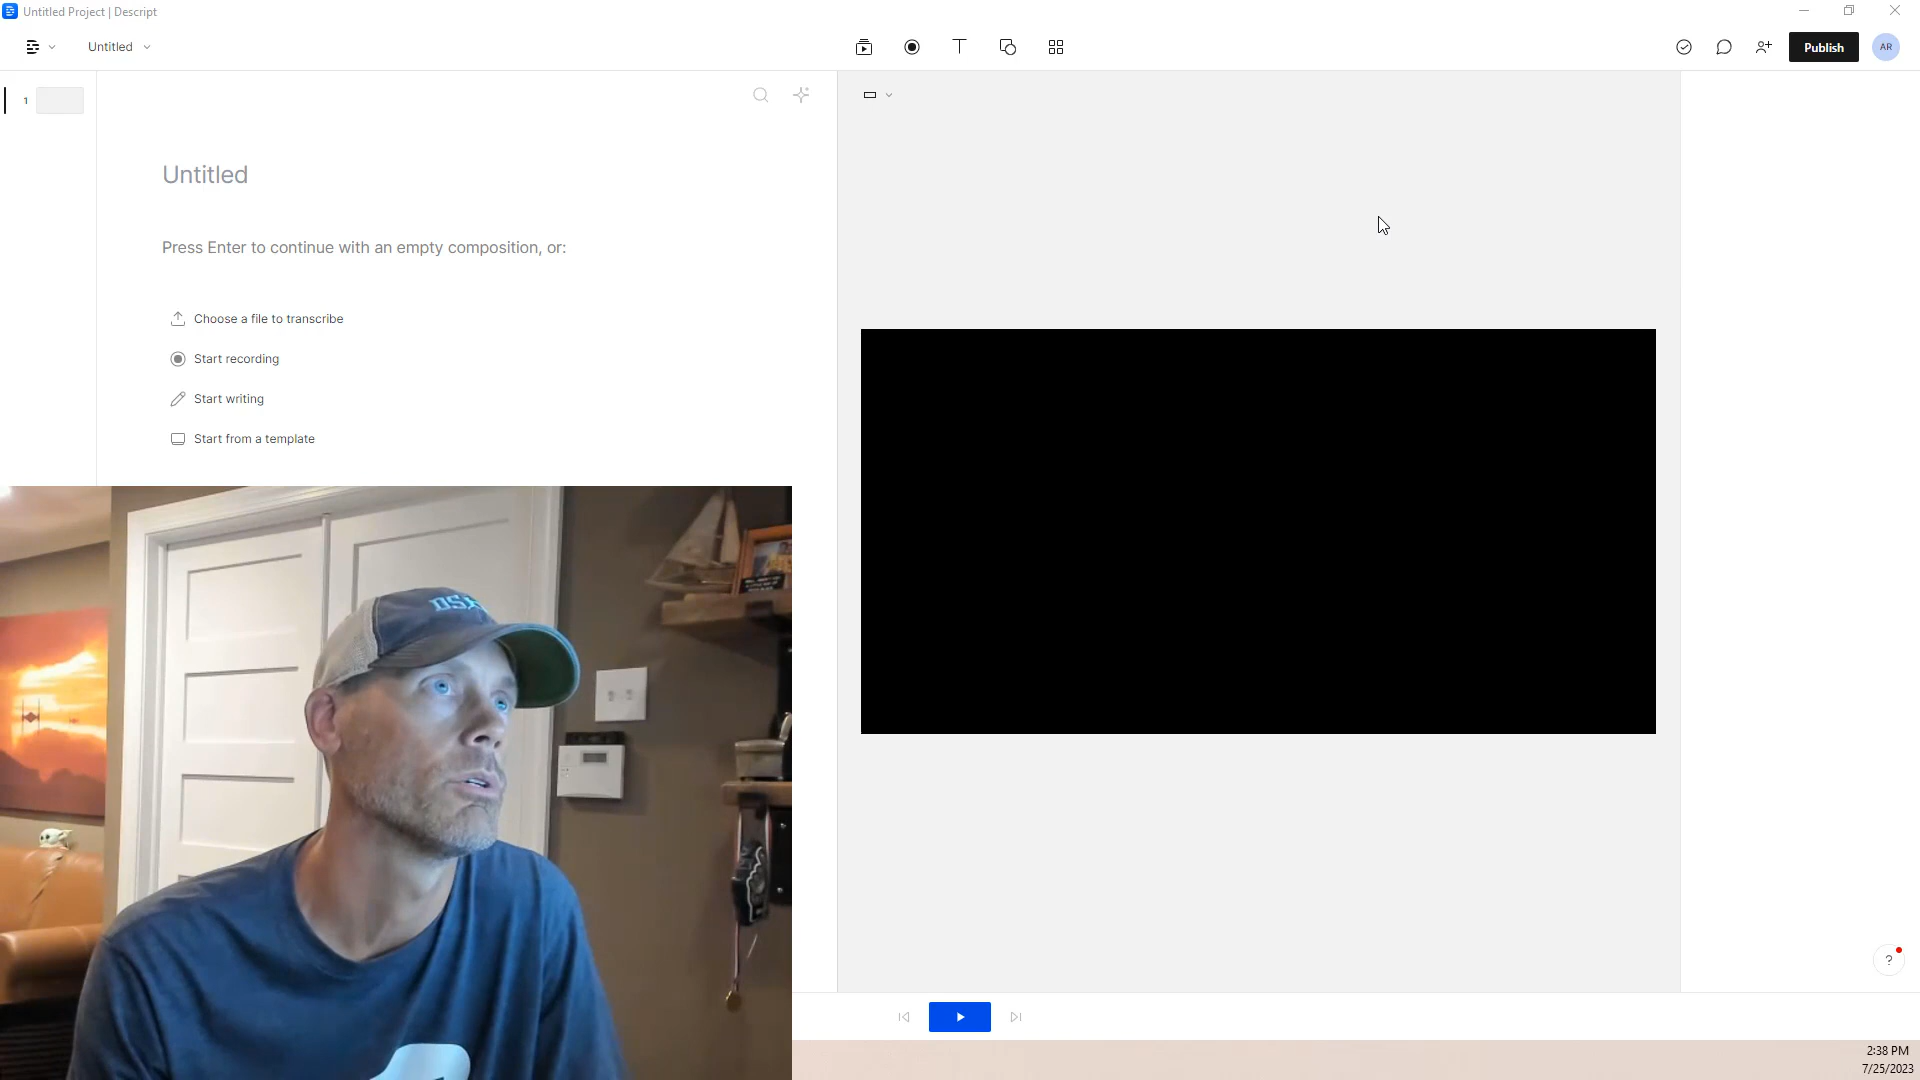 Untitled Project | Descript
Untitled
Publish
AR
1
Untitled
Press Enter to continue with an empty composition, or:
Choose a file to transcribe
Start recording
Start writing
Start from a template
?
2:38 PM
7/25/2023